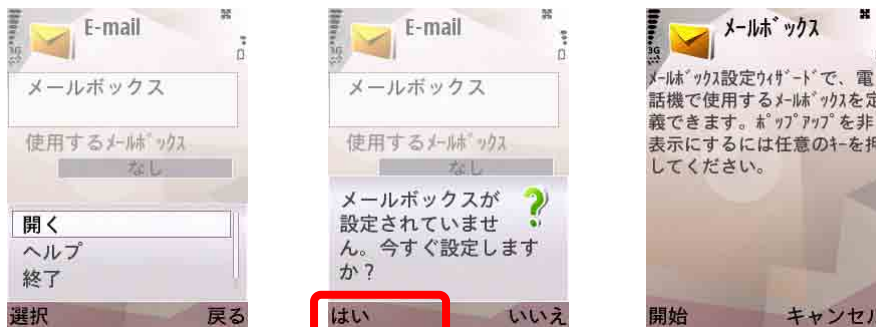 E-mail
3G
メールボックス
使用するメールボックス
なし
開く
ヘルプ
終了
選択 戻る
E-mail
3G
メールボックス
使用するメールボックス
なし
メールボックスが
設定されていませ
ん。今すぐ設定します
か？
はい いいえ
メールボックス
3G
メールボックス設定ウィザードで、電
話機で使用するメールボックスを定
義できます。ポップアップを非
表示にするには任意のキーを押
してください。
開始 キャンセル